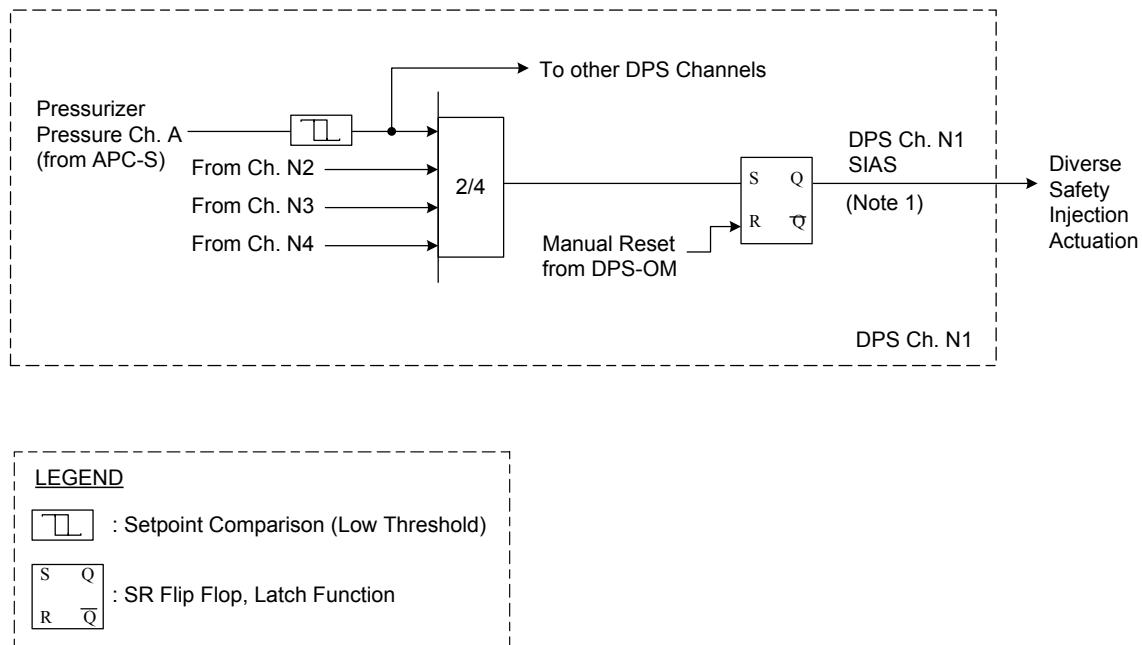 To other DPS Channels
Pressurizer
Pressure Ch. A
(from APC-S)
From Ch. N2
From Ch. N3
From Ch. N4
2/4
Manual Reset
from DPS-OM
S Q
R Q̅
DPS Ch. N1
SIAS
(Note 1)
Diverse
Safety
Injection
Actuation
DPS Ch. N1
LEGEND
: Setpoint Comparison (Low Threshold)
S Q
R Q̅
: SR Flip Flop, Latch Function